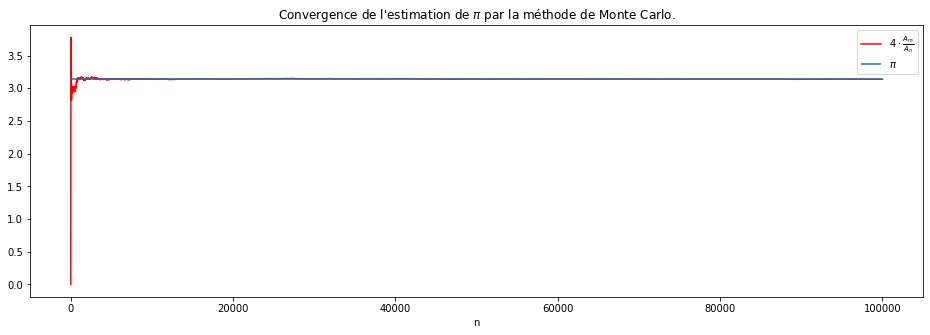 Convergence de l'estimation de π par la méthode de Monte Carlo.
4 · A_m/A_n
π
3.5
3.0
2.5
2.0
1.5
1.0
0.5
0.0
0 20000 40000 60000 80000 100000
n